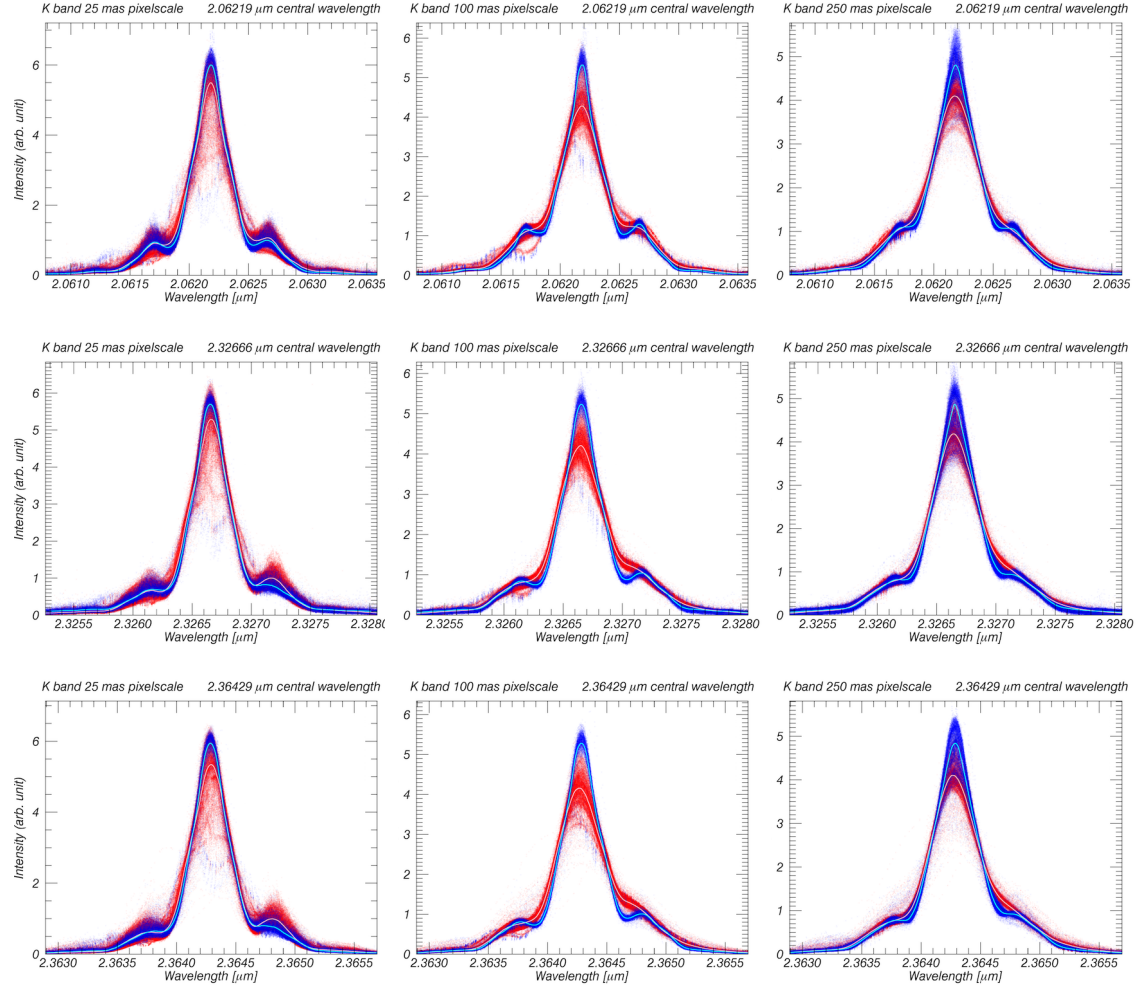 K band 25 mas pixelscale 2.06219 μm central wavelength
K band 100 mas pixelscale 2.06219 μm central wavelength
K band 250 mas pixelscale 2.06219 μm central wavelength
Intensity (arb. unit)
6
5
4
3
2
1
0
6
5
4
3
2
1
0
5
4
3
2
1
0
2.0610 2.0615 2.0620 2.0625 2.0630 2.0635
2.0610 2.0615 2.0620 2.0625 2.0630 2.0635
2.0610 2.0615 2.0620 2.0625 2.0630 2.0635
Wavelength [μm]
Wavelength [μm]
Wavelength [μm]
K band 25 mas pixelscale 2.32666 μm central wavelength
K band 100 mas pixelscale 2.32666 μm central wavelength
K band 250 mas pixelscale 2.32666 μm central wavelength
Intensity (arb. unit)
6
5
4
3
2
1
0
6
5
4
3
2
1
0
5
4
3
2
1
0
2.3255 2.3260 2.3265 2.3270 2.3275 2.3280
2.3255 2.3260 2.3265 2.3270 2.3275 2.3280
2.3255 2.3260 2.3265 2.3270 2.3275 2.3280
Wavelength [μm]
Wavelength [μm]
Wavelength [μm]
K band 25 mas pixelscale 2.36429 μm central wavelength
K band 100 mas pixelscale 2.36429 μm central wavelength
K band 250 mas pixelscale 2.36429 μm central wavelength
Intensity (arb. unit)
6
5
4
3
2
1
0
6
5
4
3
2
1
0
5
4
3
2
1
0
2.3630 2.3635 2.3640 2.3645 2.3650 2.3655
2.3630 2.3635 2.3640 2.3645 2.3650 2.3655
2.3630 2.3635 2.3640 2.3645 2.3650 2.3655
Wavelength [μm]
Wavelength [μm]
Wavelength [μm]